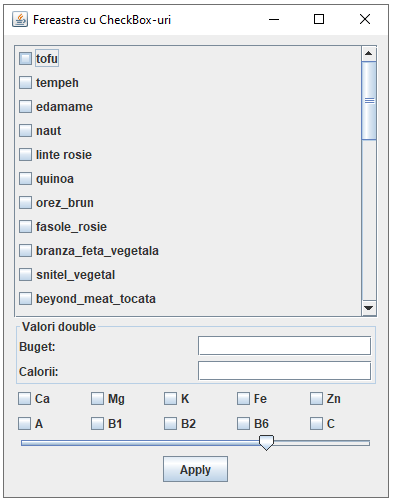 Fereastra cu CheckBox-uri
tofu
tempeh
edamame
naut
linte rosie
quinoa
orez_brun
fasole_rosie
branza_feta_vegetala
snitel_vegetal
beyond_meat_tocata
Valori double
Buget:
Calorii:
Ca Mg K Fe Zn
A B1 B2 B6 C
Apply